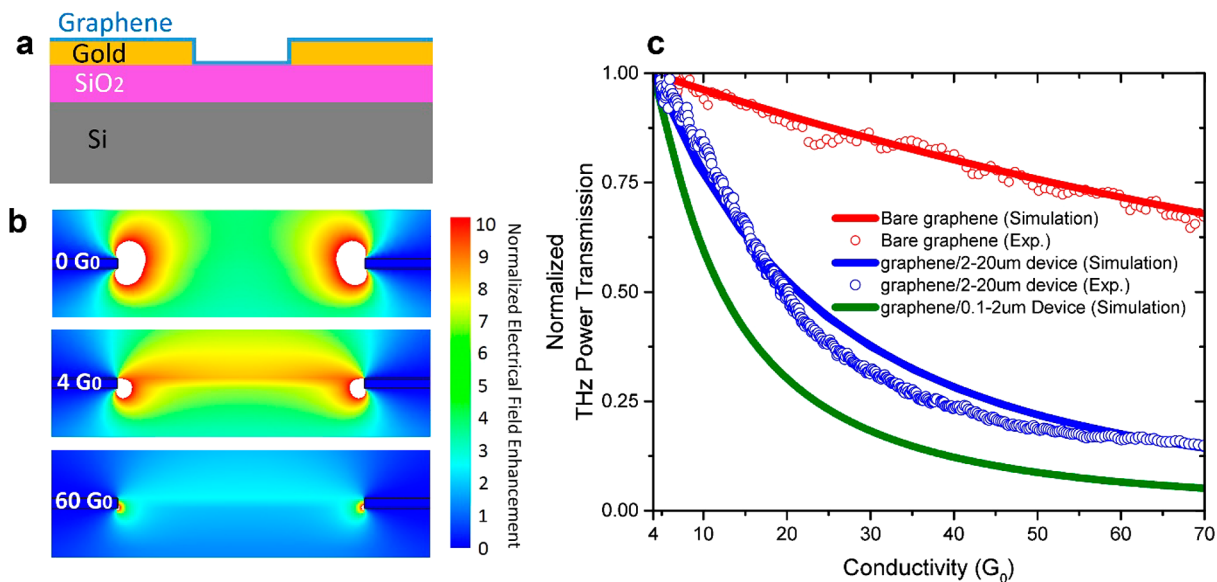 a
Graphene
Gold
SiO2
Si
b
0 G0
4 G0
60 G0
10
9
8
7
6
5
4
3
2
1
0
Normalized Electrical Field Enhancement
c
Normalized
THz Power Transmission
1.00
0.75
0.50
0.25
0.00
Bare graphene (Simulation)
Bare graphene (Exp.)
graphene/2-20um device (Simulation)
graphene/2-20um device (Exp.)
graphene/0.1-2um Device (Simulation)
4 10 20 30 40 50 60 70
Conductivity (G0)